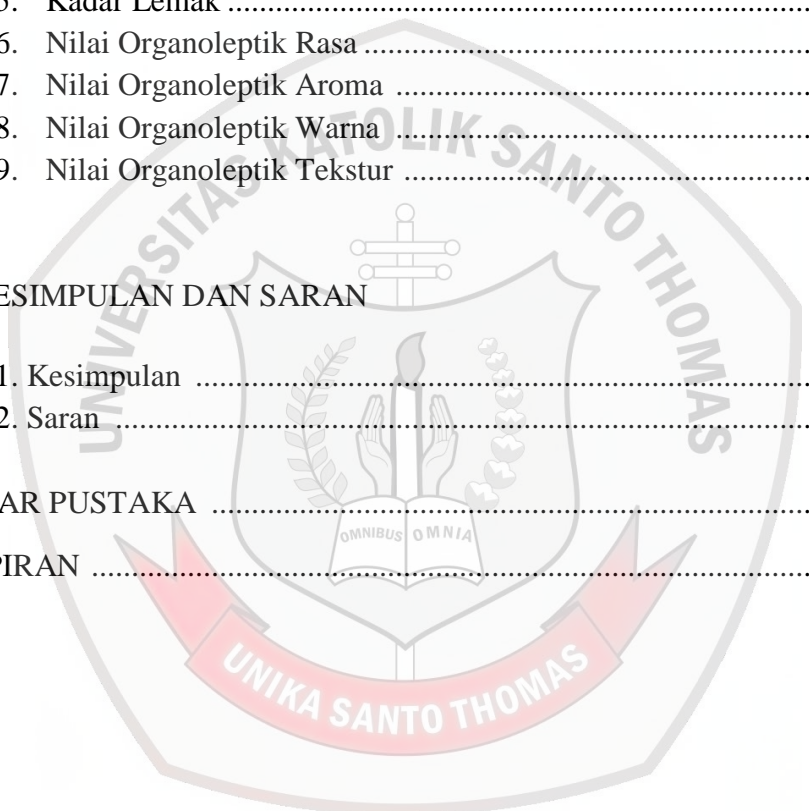 5. Kadar Lemak ..........................................................................
6. Nilai Organoleptik Rasa ........................................................
7. Nilai Organoleptik Aroma ....................................................
8. Nilai Organoleptik Warna ....................................................
9. Nilai Organoleptik Tekstur ...................................................
ESIMPULAN DAN SARAN
1. Kesimpulan ..............................................................................
2. Saran ........................................................................................
AR PUSTAKA ...........................................................................
PIRAN ..........................................................................................
UNIVERSITAS KATOLIK SANTO THOMAS
OMNIBUS OMNIA
UNIKA SANTO THOMAS